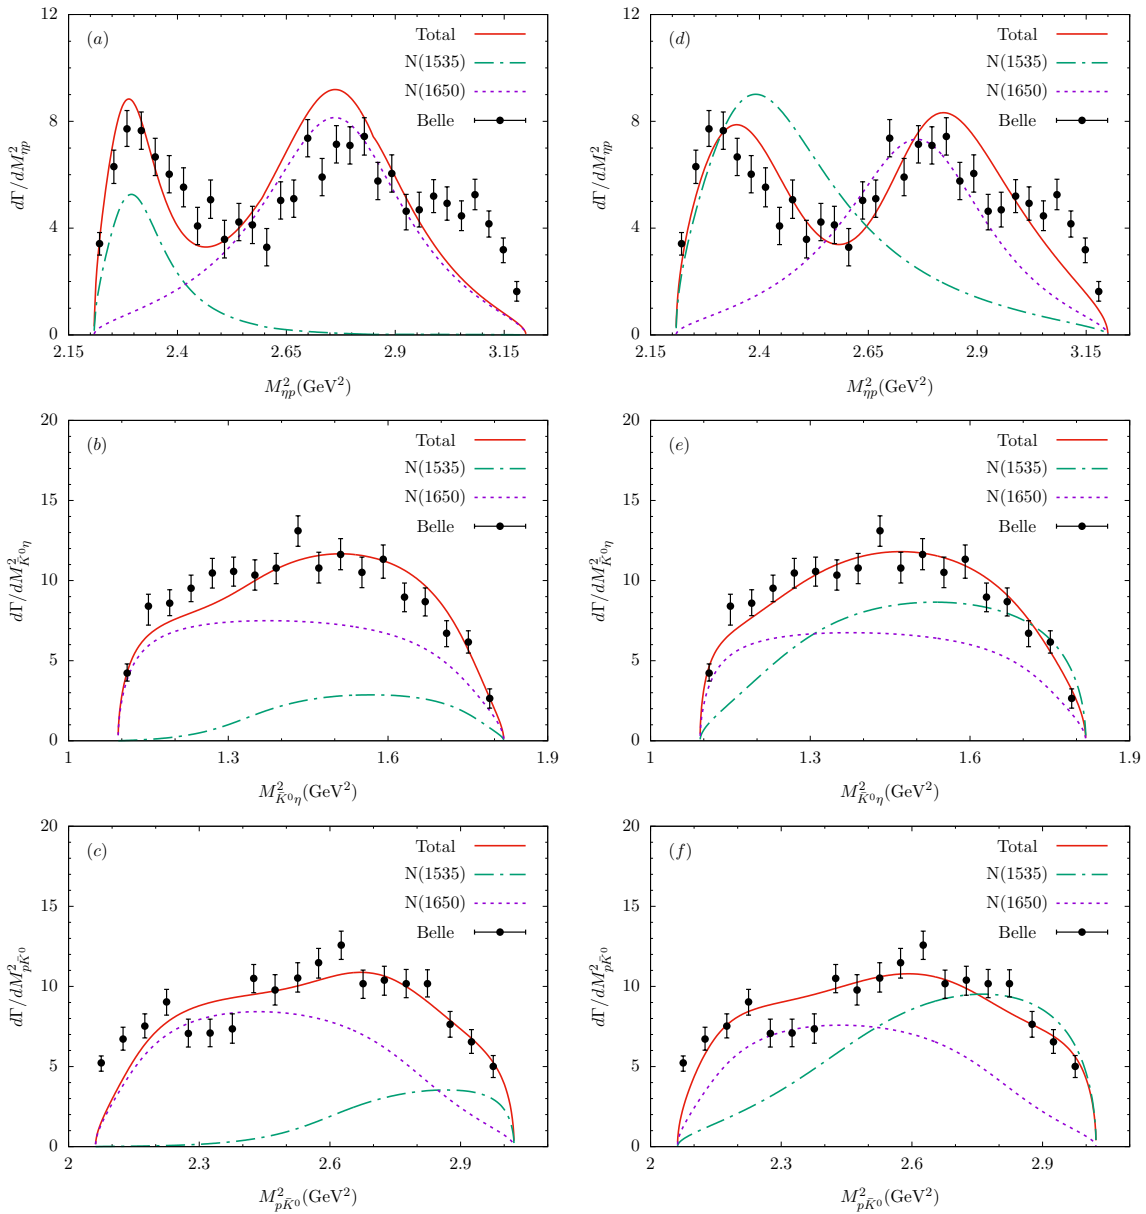 (a)
Total
N(1535)
N(1650)
Belle
dΓ/dM²ηp
12
8
4
0
2.15 2.4 2.65 2.9 3.15
M²ηp(GeV²)
(d)
Total
N(1535)
N(1650)
Belle
dΓ/dM²ηp
12
8
4
0
2.15 2.4 2.65 2.9 3.15
M²ηp(GeV²)
(b)
Total
N(1535)
N(1650)
Belle
dΓ/dM²K̄⁰η
20
15
10
5
0
1 1.3 1.6 1.9
M²K̄⁰η(GeV²)
(e)
Total
N(1535)
N(1650)
Belle
dΓ/dM²K̄⁰η
20
15
10
5
0
1 1.3 1.6 1.9
M²K̄⁰η(GeV²)
(c)
Total
N(1535)
N(1650)
Belle
dΓ/dM²pK̄⁰
20
15
10
5
0
2 2.3 2.6 2.9
M²pK̄⁰(GeV²)
(f)
Total
N(1535)
N(1650)
Belle
dΓ/dM²pK̄⁰
20
15
10
5
0
2 2.3 2.6 2.9
M²pK̄⁰(GeV²)